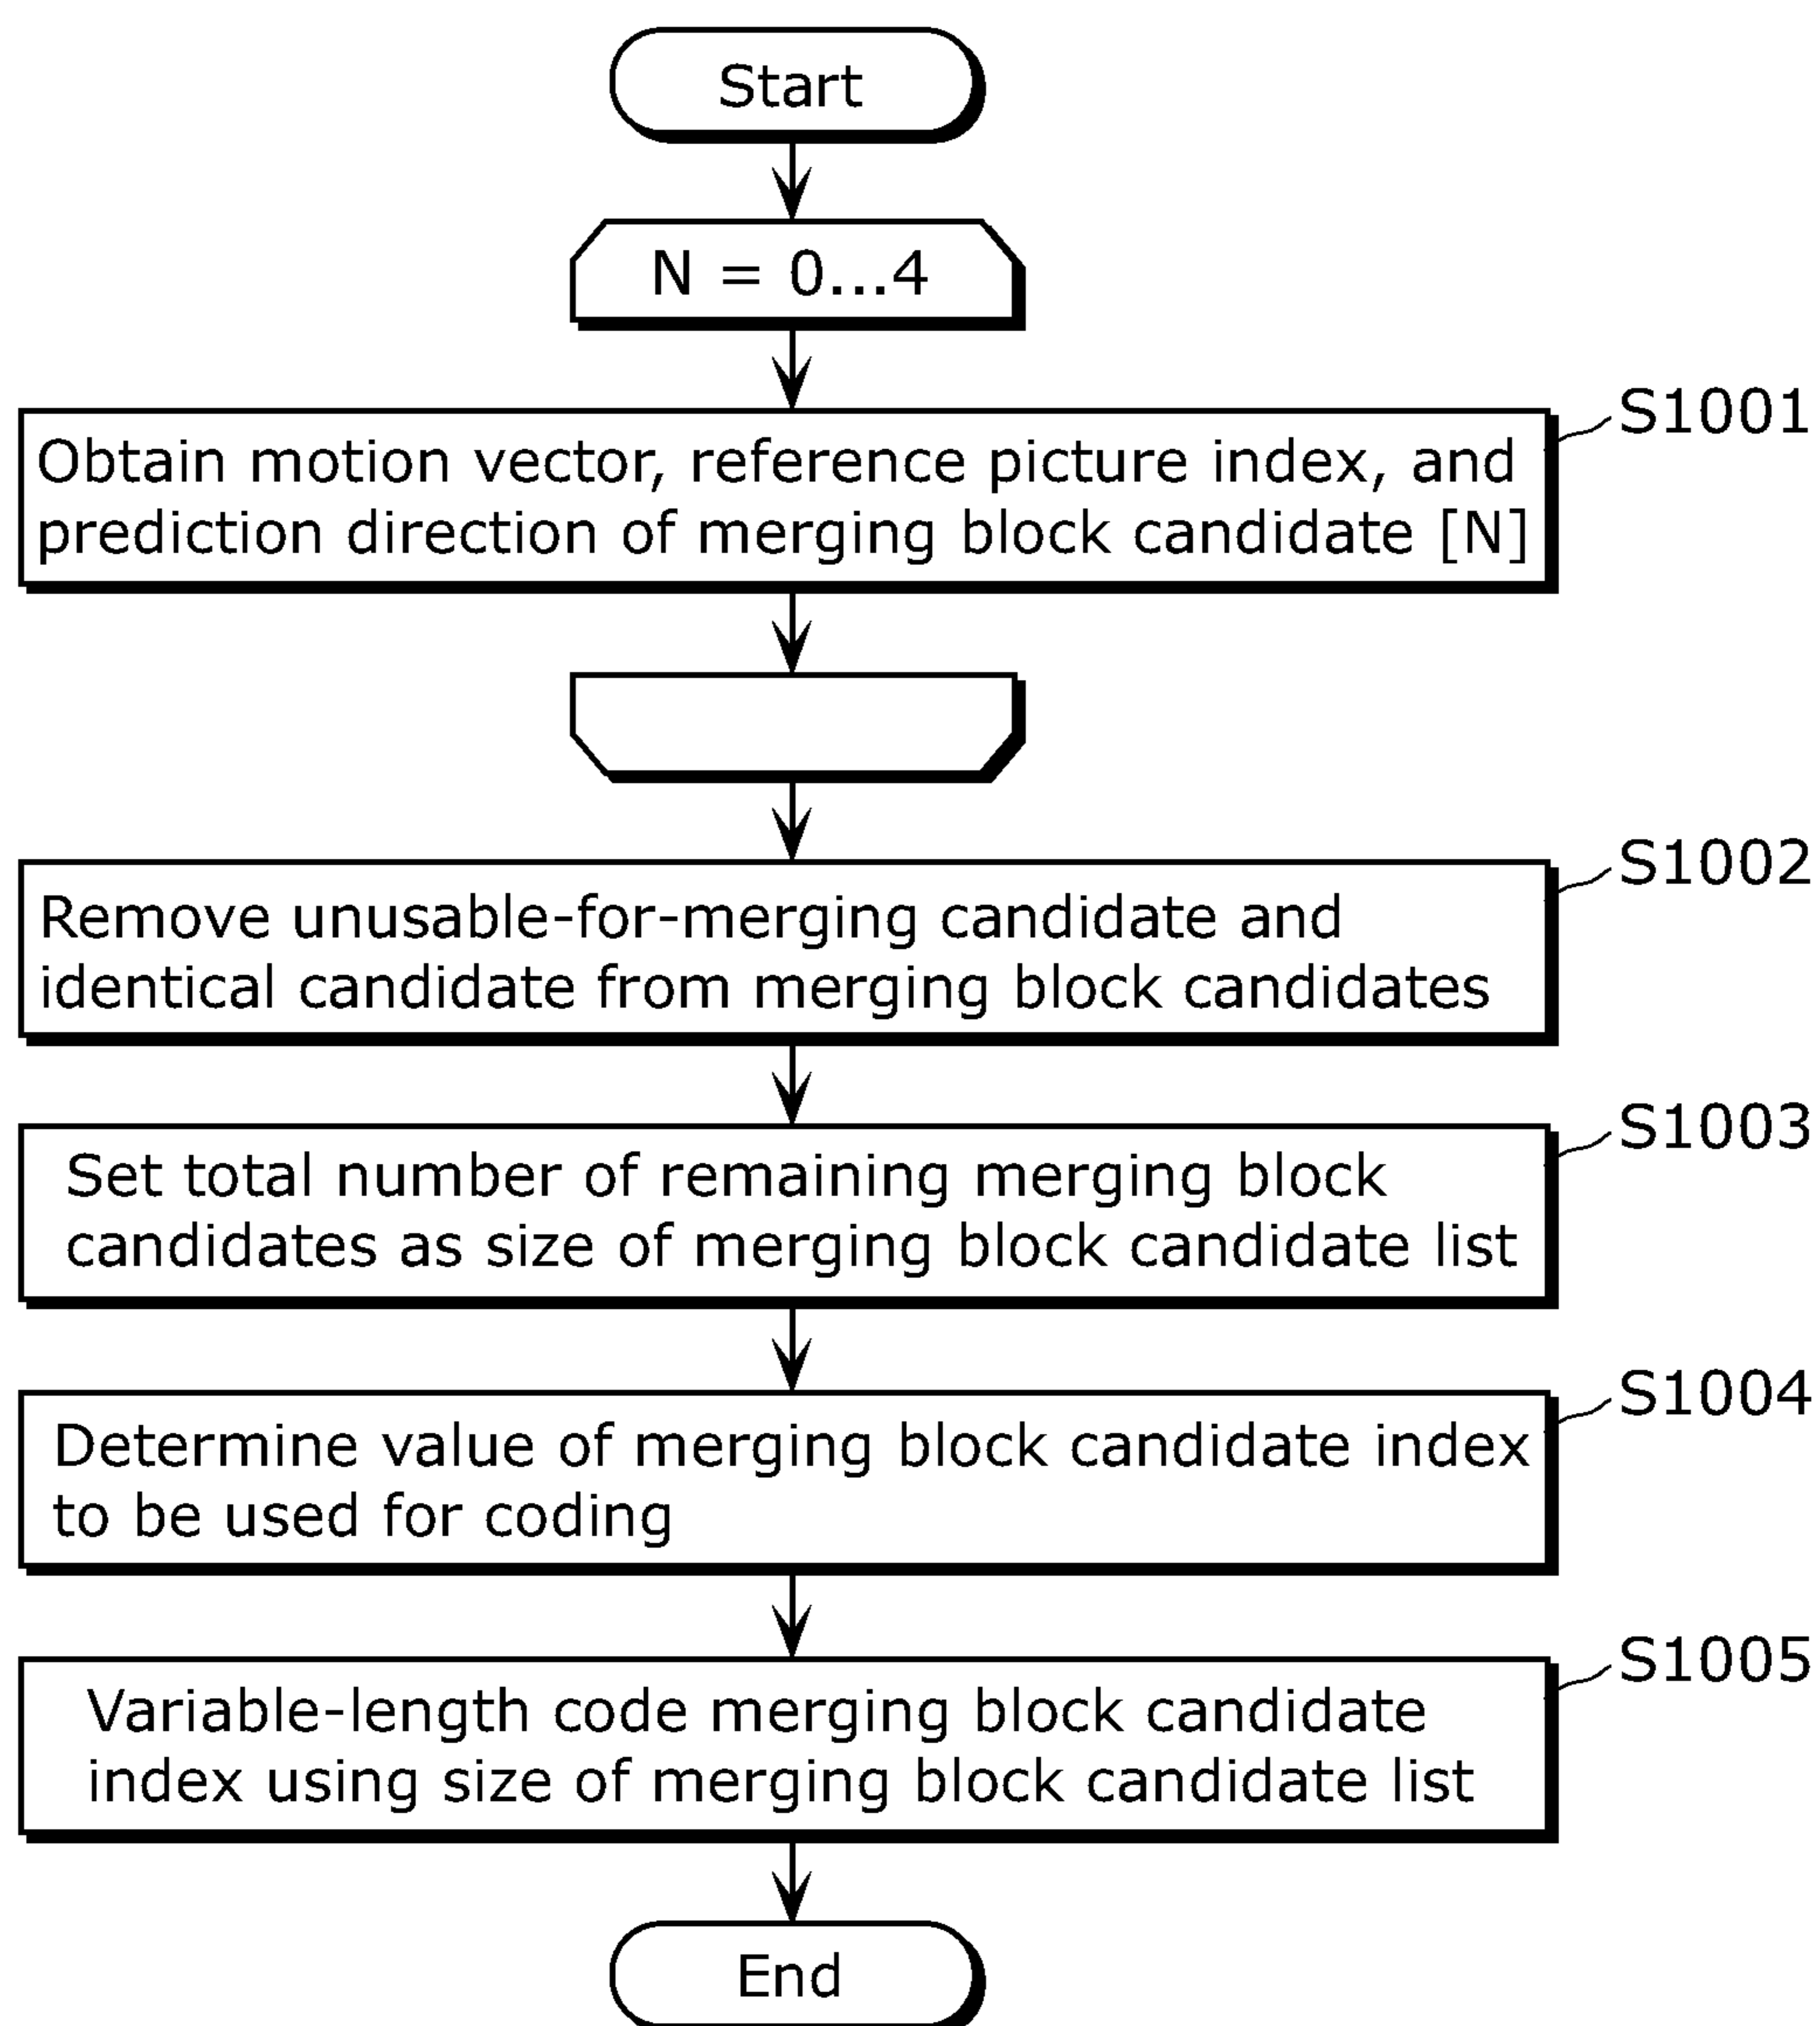 Start
N = 0...4
S1001
Obtain motion vector, reference picture index, and
prediction direction of merging block candidate [N]
S1002
Remove unusable-for-merging candidate and
identical candidate from merging block candidates
S1003
Set total number of remaining merging block
candidates as size of merging block candidate list
S1004
Determine value of merging block candidate index
to be used for coding
S1005
Variable-length code merging block candidate
index using size of merging block candidate list
End